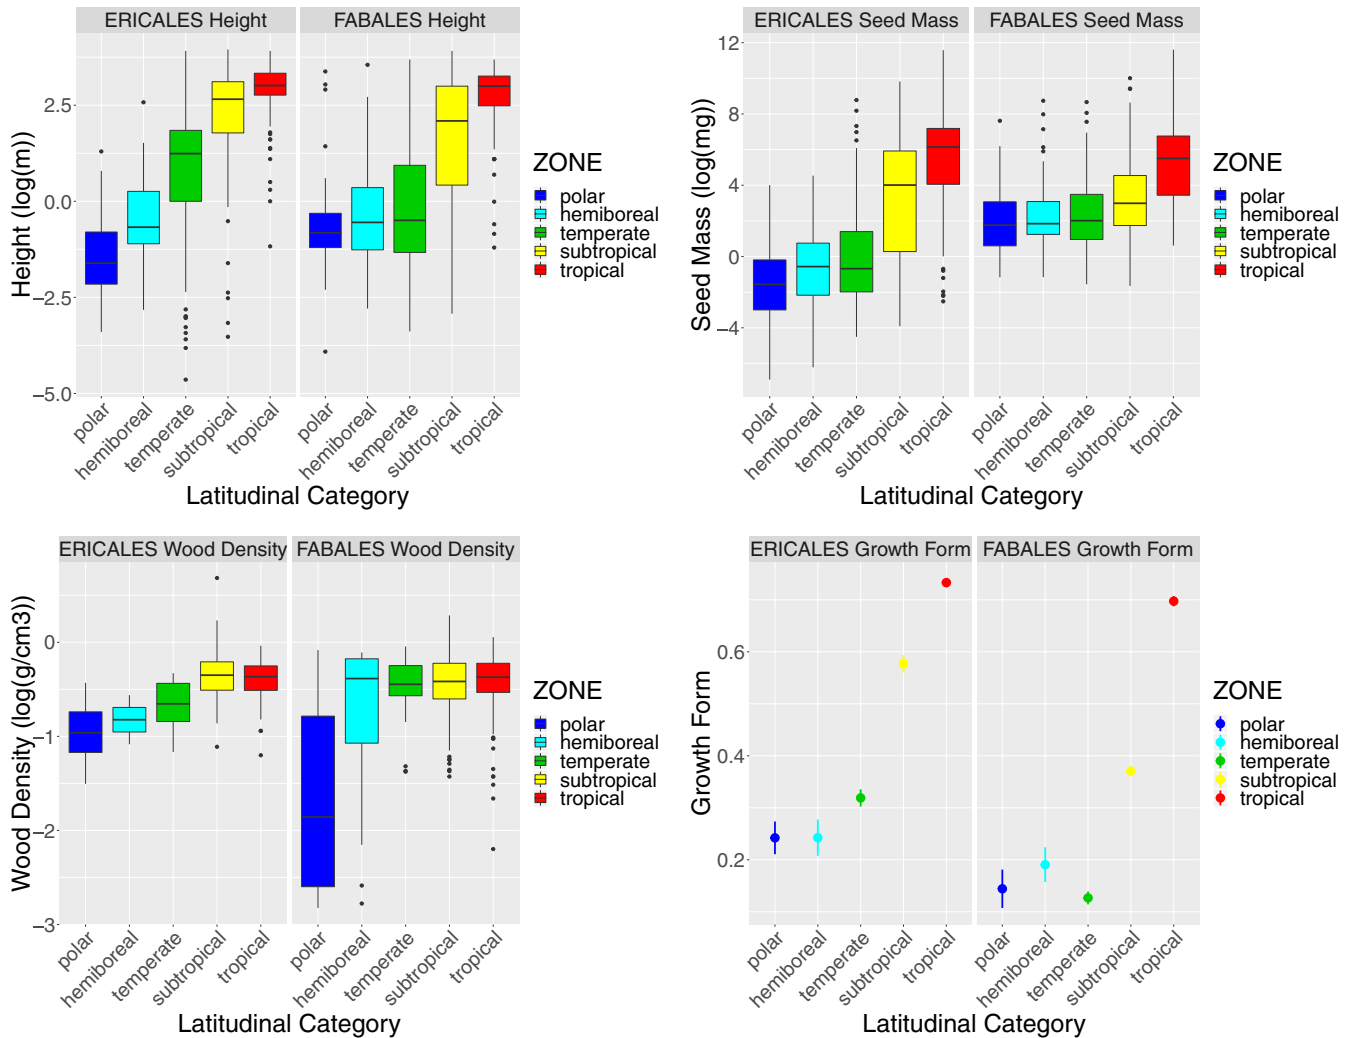 ERICALES Height
FABALES Height
Height (log(m))
2.5
0.0
−2.5
−5.0
polar
hemiboreal
temperate
subtropical
tropical
polar
hemiboreal
temperate
subtropical
tropical
Latitudinal Category
ZONE
polar
hemiboreal
temperate
subtropical
tropical
ERICALES Seed Mass
FABALES Seed Mass
Seed Mass (log(mg))
12
8
4
0
−4
polar
hemiboreal
temperate
subtropical
tropical
polar
hemiboreal
temperate
subtropical
tropical
Latitudinal Category
ZONE
polar
hemiboreal
temperate
subtropical
tropical
ERICALES Wood Density
FABALES Wood Density
Wood Density (log(g/cm3))
0
−1
−2
−3
polar
hemiboreal
temperate
subtropical
tropical
polar
hemiboreal
temperate
subtropical
tropical
Latitudinal Category
ZONE
polar
hemiboreal
temperate
subtropical
tropical
ERICALES Growth Form
FABALES Growth Form
Growth Form
0.6
0.4
0.2
polar
hemiboreal
temperate
subtropical
tropical
polar
hemiboreal
temperate
subtropical
tropical
Latitudinal Category
ZONE
polar
hemiboreal
temperate
subtropical
tropical